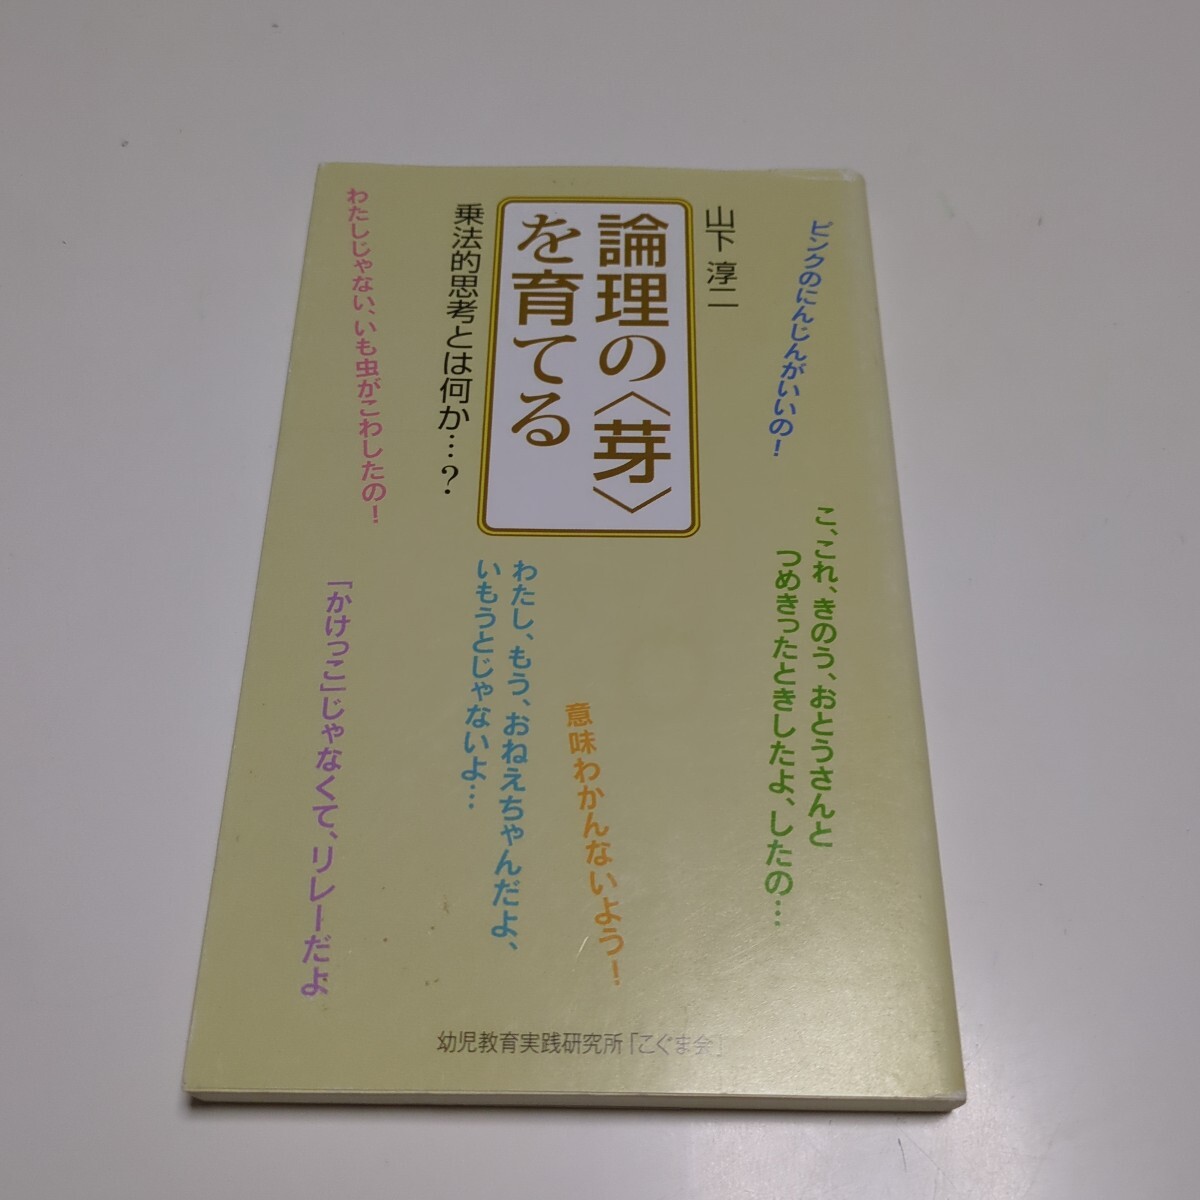 ピンクのにんじんがいいの!
山下 淳二
論理の〈芽〉
を育てる
乗法的思考とは何か…?
わたしじゃない、いも虫がこわしたの!
こ、これ、きのう、おとうさんと
つめきったときしたよ、したの…
意味わかんないよう!
わたし、もう、おねえちゃんだよ、
いもうとじゃないよ…
「かけっこ」じゃなくて、リレーだよ
幼児教育実践研究所「こぐま会」